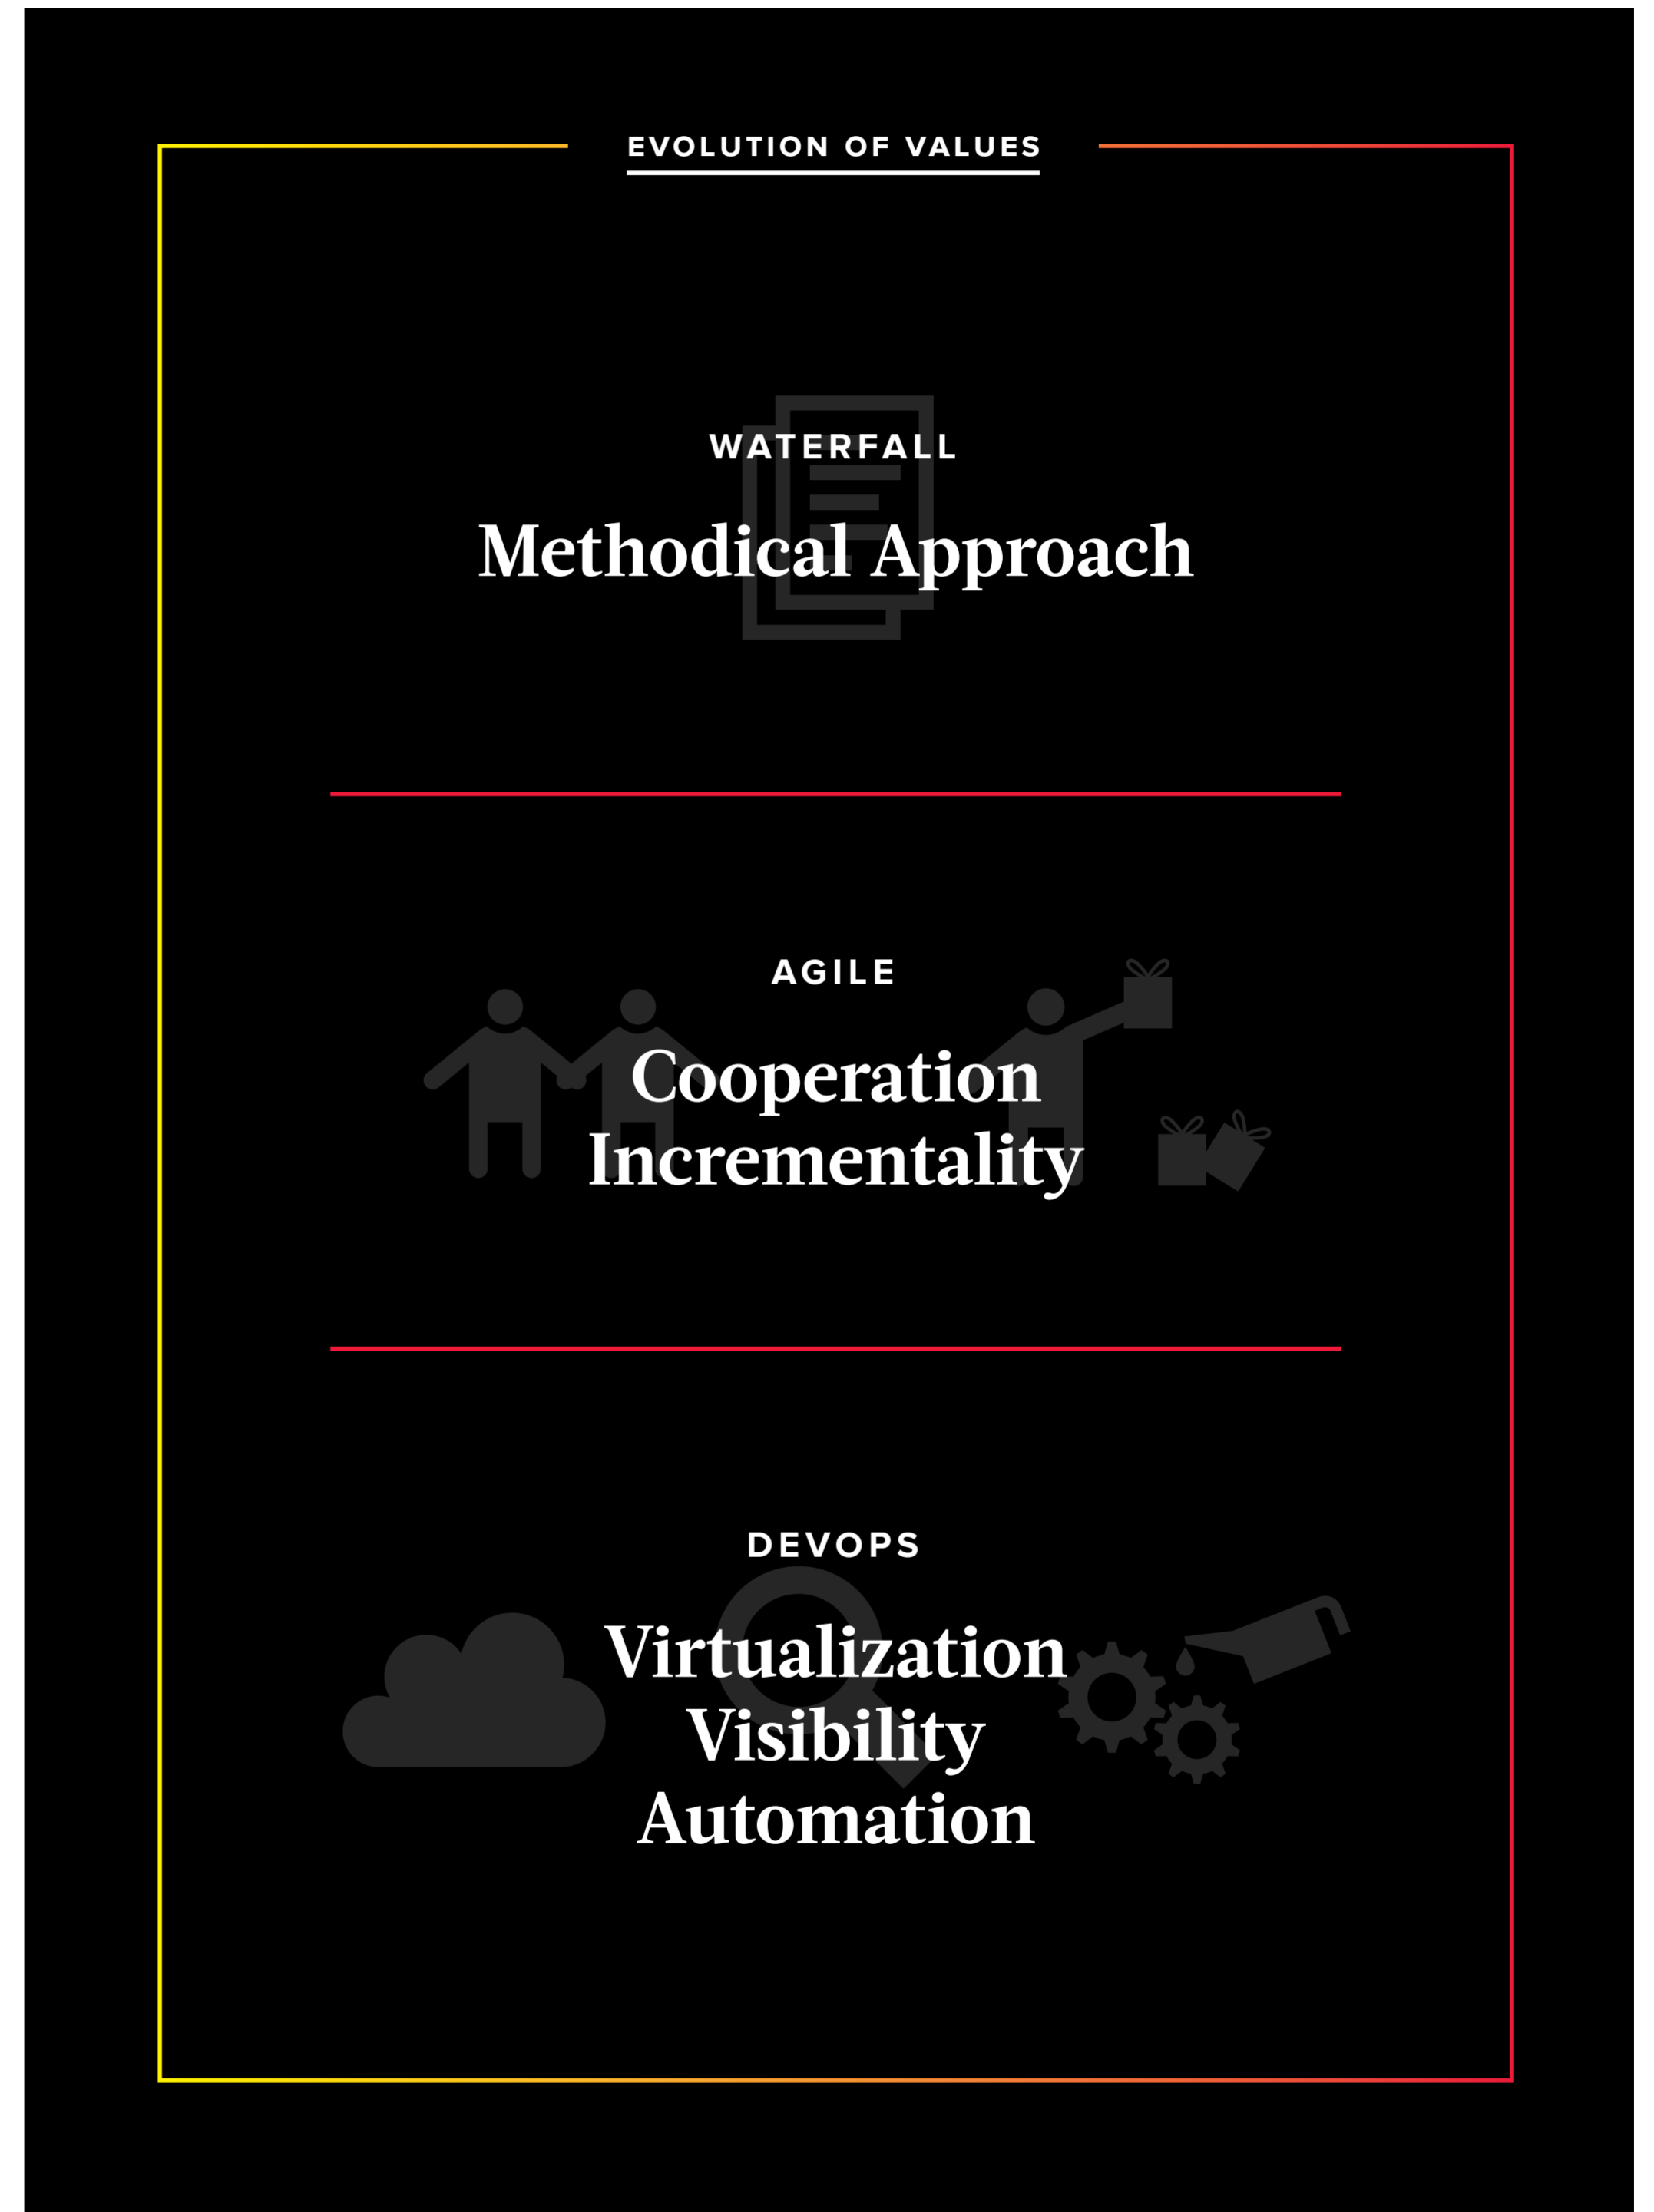 EVOLUTION OF VALUES
WATERFALL
Methodical Approach
AGILE
Cooperation
Incrementality
DEVOPS
Virtualization
Visibility
Automation